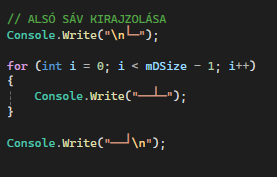 // ALSÓ SÁV KIRAJZOLÁSA
Console.Write("\n└─");
for (int i = 0; i < mDSize - 1; i++)
{
Console.Write("──┴─");
}
Console.Write("──┘\n");